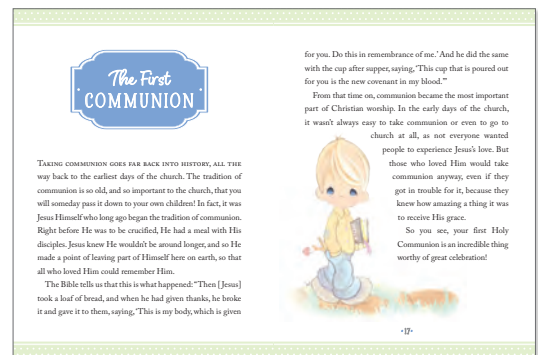 The First
COMMUNION
TAKING COMMUNION GOES FAR BACK INTO HISTORY, ALL THE
way back to the earliest days of the church. The tradition of
communion is so old, and so important to the church, that you
will someday pass it down to your own children! In fact, it was
Jesus Himself who long ago began the tradition of communion.
Right before He was to be crucified, He had a meal with His
disciples. Jesus knew He wouldn't be around longer, and so He
made a point of leaving part of Himself here on earth, so that
all who loved Him could remember Him.
The Bible tells us that this is what happened: “Then [Jesus]
took a loaf of bread, and when he had given thanks, he broke
it and gave it to them, saying, ‘This is my body, which is given
for you. Do this in remembrance of me.’ And he did the same
with the cup after supper, saying, ‘This cup that is poured out
for you is the new covenant in my blood.’”
From that time on, communion became the most important
part of Christian worship. In the early days of the church,
it wasn't always easy to take communion or even to go to
church at all, as not everyone wanted
people to experience Jesus's love. But
those who loved Him would take
communion anyway, even if they
got in trouble for it, because they
knew how amazing a thing it was
to receive His grace.
So you see, your first Holy
Communion is an incredible thing
worthy of great celebration!
•17•